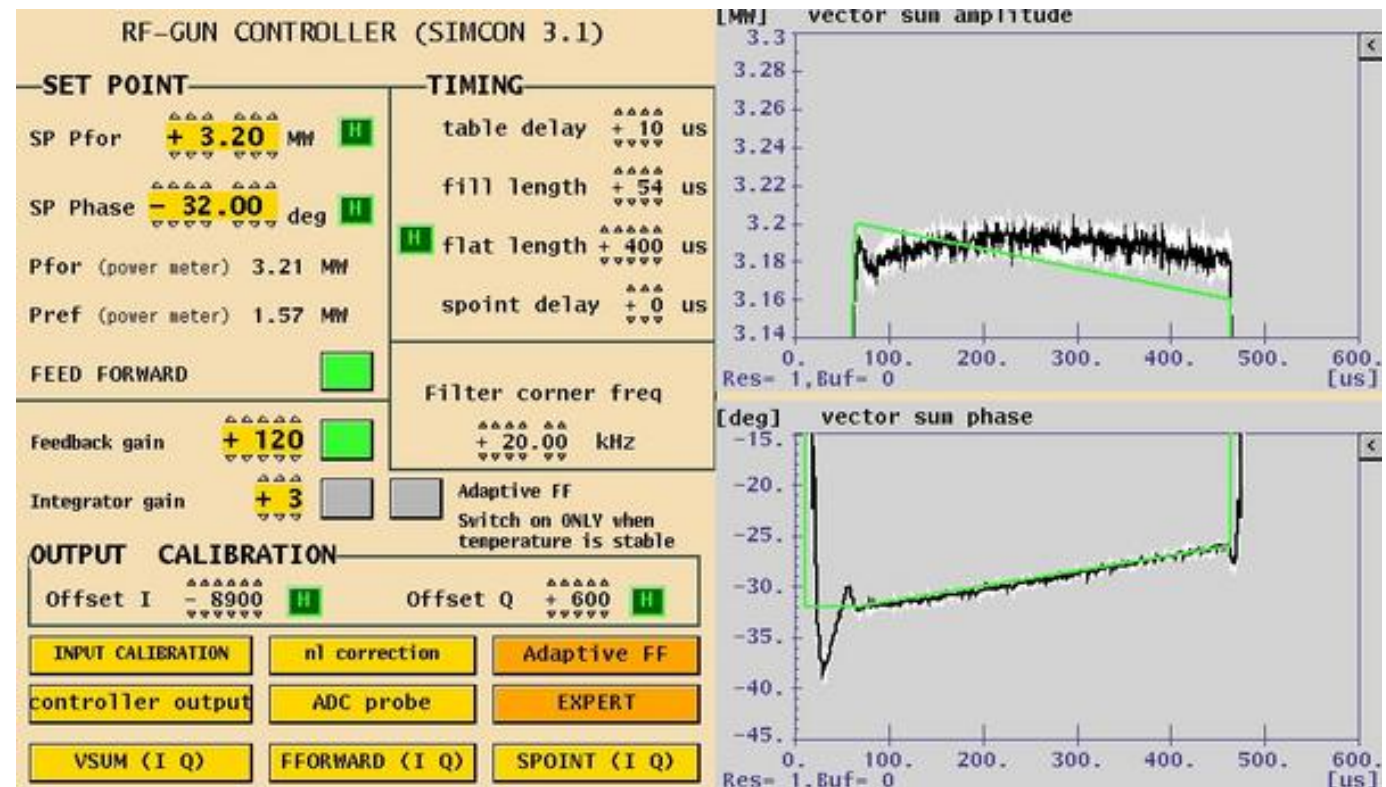 RF-GUN CONTROLLER (SIMCON 3.1)
SET POINT
SP Pfor + 3.20 MW H
SP Phase - 32.00 deg H
Pfor (power meter) 3.21 MW
Pref (power meter) 1.57 MW
FEED FORWARD
Feedback gain + 120
Integrator gain + 3
TIMING
table delay + 10 us
fill length + 54 us
H flat length + 400 us
spoint delay + 0 us
Filter corner freq
+ 20.00 kHz
Adaptive FF
Switch on ONLY when
temperature is stable
OUTPUT CALIBRATION
Offset I - 8900 H Offset Q + 600 H
INPUT CALIBRATION nl correction Adaptive FF
controller output ADC probe EXPERT
VSUM (I Q) FFORWARD (I Q) SPOINT (I Q)
[MW] vector sum amplitude
3.3 <
3.28
3.26
3.24
3.22
3.2
3.18
3.16
3.14
0. 100. 200. 300. 400. 500. 600.
Res= 1,Buf= 0 [us]
[deg] vector sum phase
-15. <
-20.
-25.
-30.
-35.
-40.
-45.
0. 100. 200. 300. 400. 500. 600.
Res= 1,Buf= 0 [us]